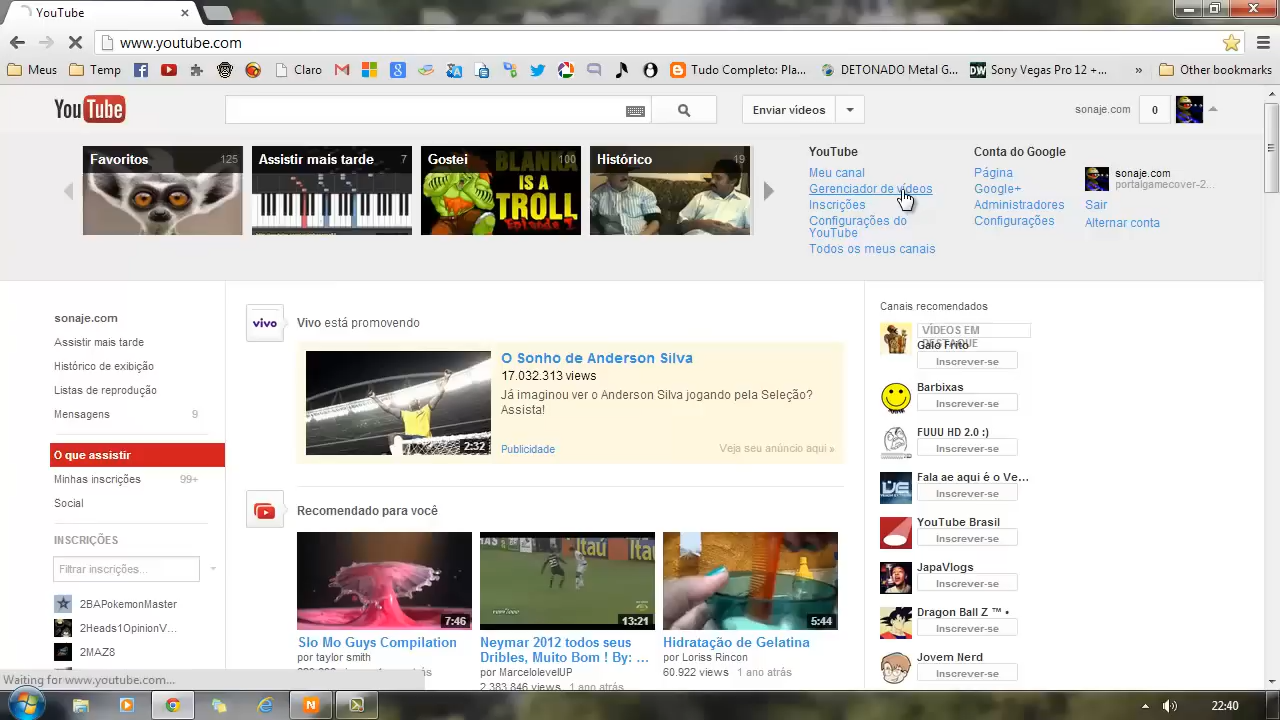 YouTube
www.youtube.com
Meus
Temp
Claro
Tudo Completo: Pla...
DETONADO Metal G...
Sony Vegas Pro 12 +...
»
Other bookmarks
YouTube
Enviar vídeos
sonaje.com
0
Favoritos 125
Assistir mais tarde 7
Gostei 100
BLANKA IS A TROLL Episode I
Histórico 19
YouTube
Meu canal
Gerenciador de vídeos
Inscrições
Configurações do
YouTube
Todos os meus canais
Conta do Google
Página
Google+
Administradores
Configurações
sonaje.com
portalgamecover-2...
Sair
Alternar conta
sonaje.com
Assistir mais tarde
Histórico de exibição
Listas de reprodução
Mensagens 9
O que assistir
Minhas inscrições 99+
Social
INSCRIÇÕES
Filtrar inscrições...
2BAPokemonMaster
2Heads1OpinionV...
2MAZ8
vivo
Vivo está promovendo
O Sonho de Anderson Silva
17.032.313 views
Já imaginou ver o Anderson Silva jogando pela Seleção?
Assista!
2:32
Publicidade
Veja seu anúncio aqui »
Recomendado para você
7:46
Slo Mo Guys Compilation
por taylor smith
Itaú
13:21
Neymar 2012 todos seus
Dribles, Muito Bom ! By: ...
por MarcelolevelUP
2.383.846 views 1 ano atrás
5:44
Hidratação de Gelatina
por Loriss Rincon
60.922 views 1 ano atrás
Canais recomendados
VÍDEOS EM
DESTAQUE
Galo Frito
Inscrever-se
Barbixas
Inscrever-se
FUUU HD 2.0 :)
Inscrever-se
Fala ae aqui é o Ve...
Inscrever-se
YouTube Brasil
Inscrever-se
JapaVlogs
Inscrever-se
Dragon Ball Z ™ •
Inscrever-se
Jovem Nerd
Inscrever-se
Waiting for www.youtube.com...
22:40